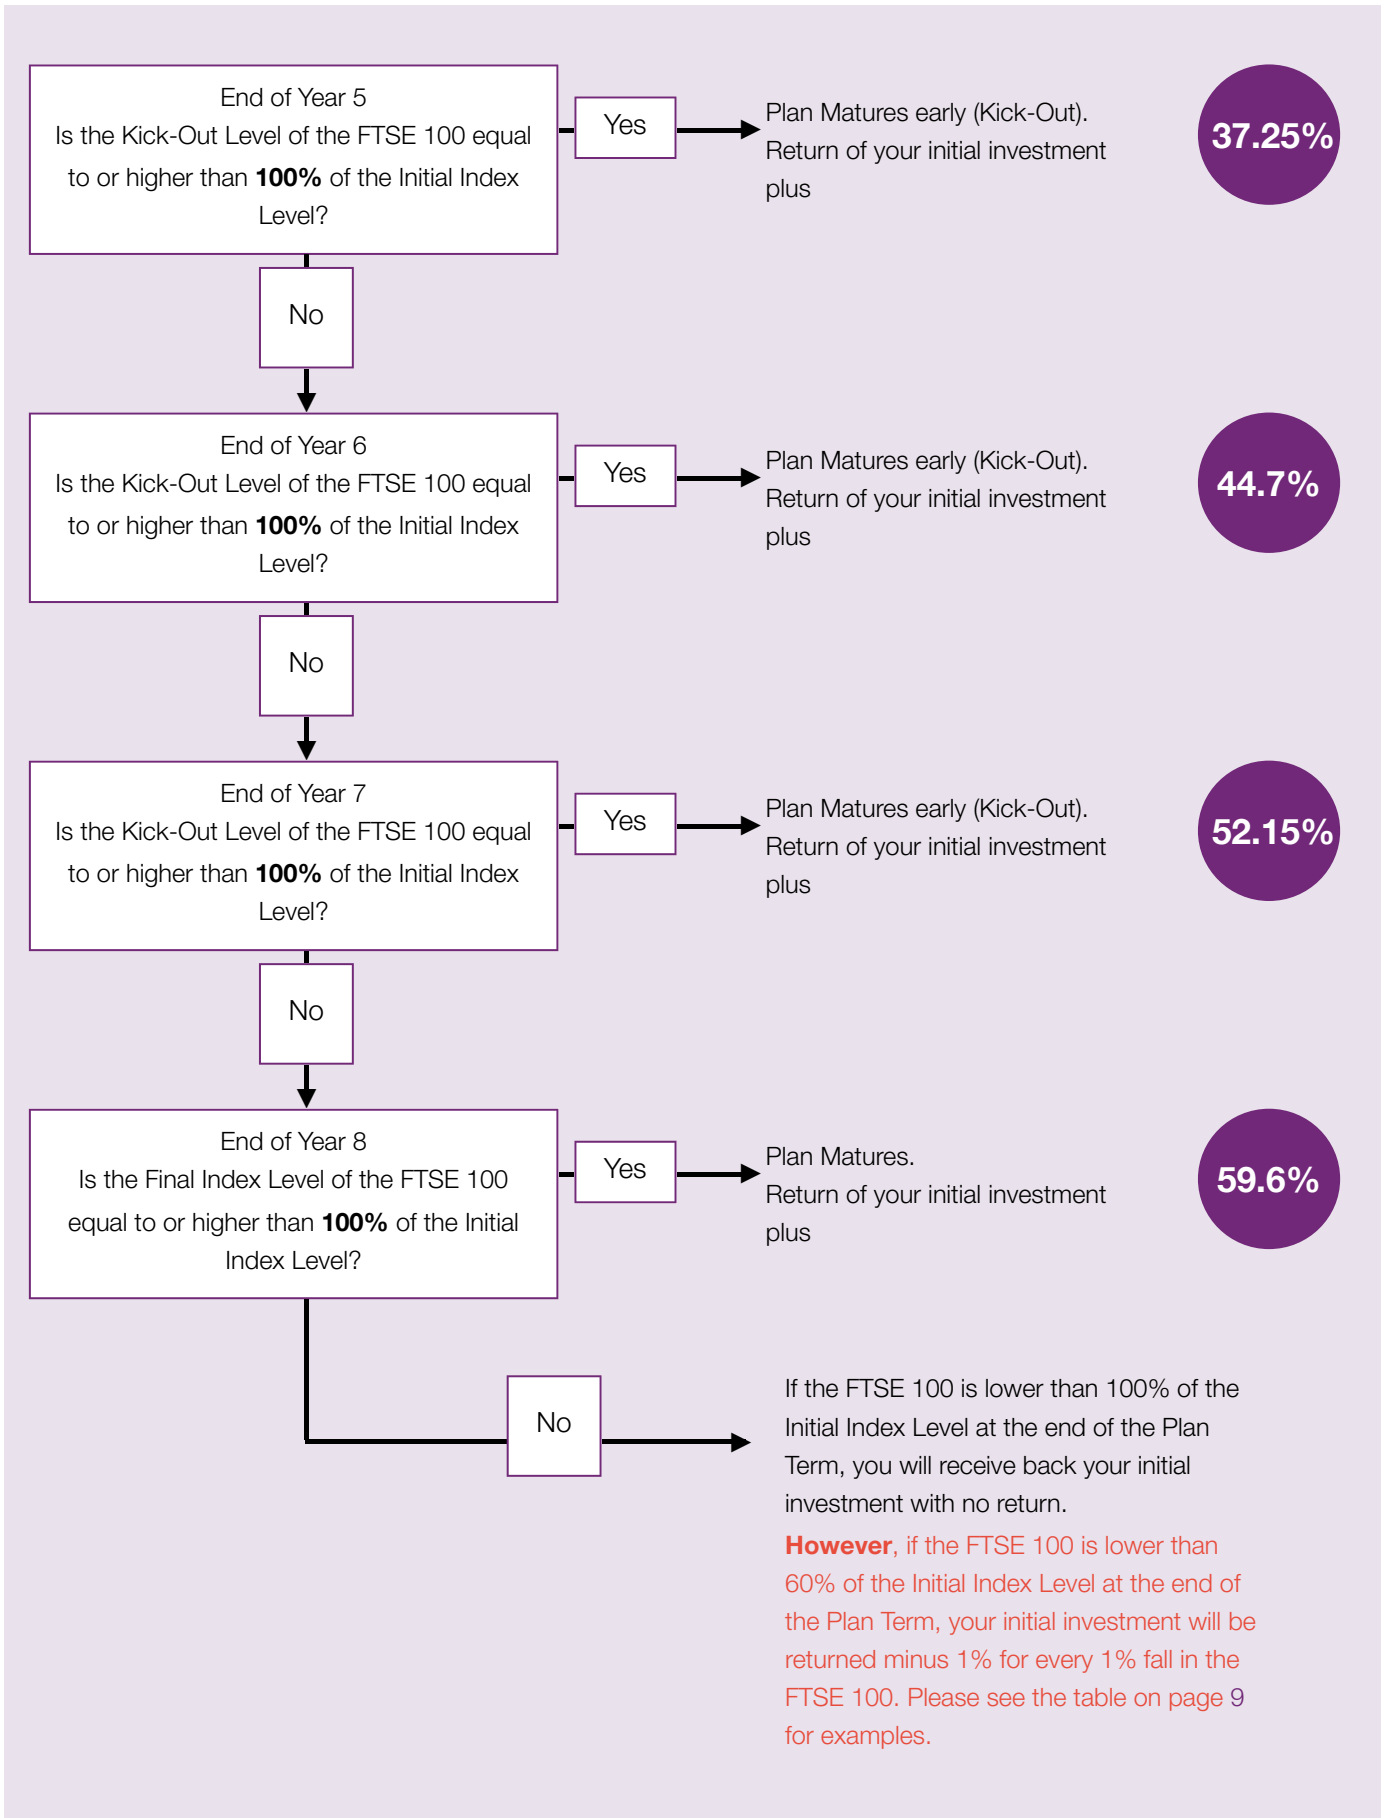 End of Year 5
Is the Kick-Out Level of the FTSE 100 equal
to or higher than 100% of the Initial Index
Level?
Yes
Plan Matures early (Kick-Out).
Return of your initial investment
plus
37.25%
No
End of Year 6
Is the Kick-Out Level of the FTSE 100 equal
to or higher than 100% of the Initial Index
Level?
Yes
Plan Matures early (Kick-Out).
Return of your initial investment
plus
44.7%
No
End of Year 7
Is the Kick-Out Level of the FTSE 100 equal
to or higher than 100% of the Initial Index
Level?
Yes
Plan Matures early (Kick-Out).
Return of your initial investment
plus
52.15%
No
End of Year 8
Is the Final Index Level of the FTSE 100
equal to or higher than 100% of the Initial
Index Level?
Yes
Plan Matures.
Return of your initial investment
plus
59.6%
No
If the FTSE 100 is lower than 100% of the
Initial Index Level at the end of the Plan
Term, you will receive back your initial
investment with no return.
However, if the FTSE 100 is lower than
60% of the Initial Index Level at the end of
the Plan Term, your initial investment will be
returned minus 1% for every 1% fall in the
FTSE 100. Please see the table on page 9
for examples.